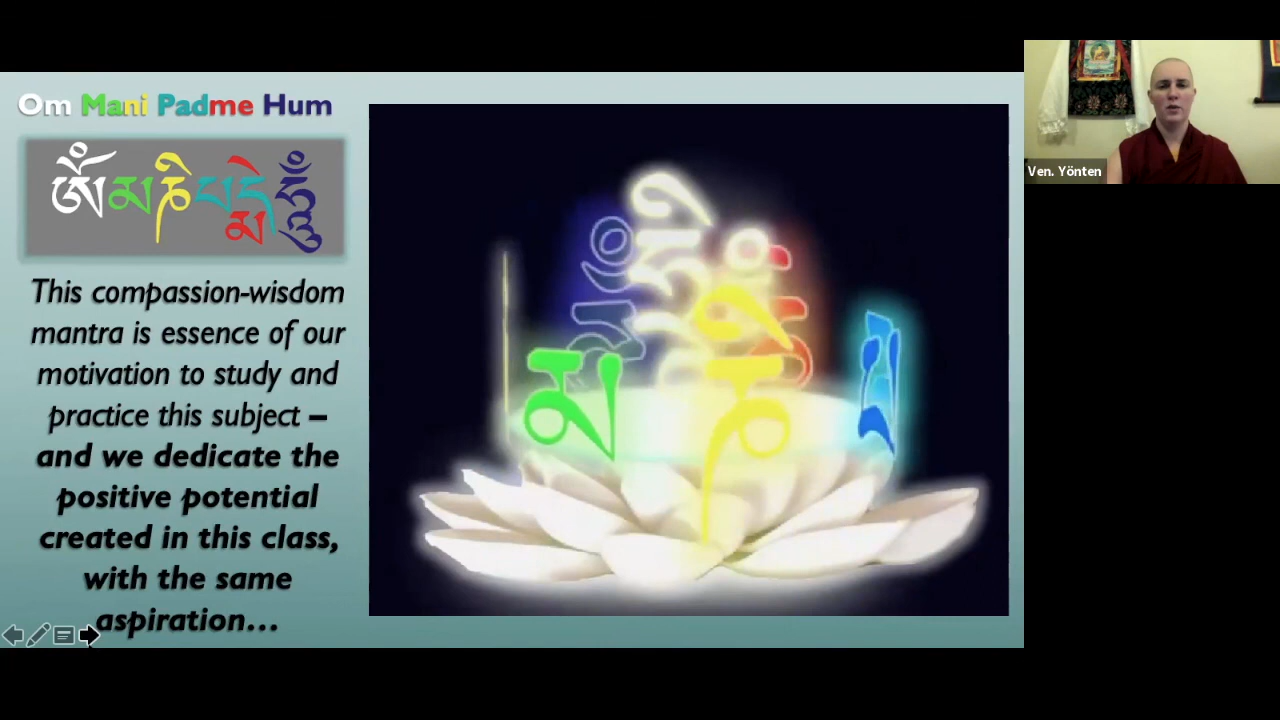 Om Mani Padme Hum
ༀ་མ་ཎི་པདྨེ་ཧཱུྃ
This compassion-wisdom
mantra is essence of our
motivation to study and
practice this subject –
and we dedicate the
positive potential
created in this class,
with the same
aspiration…
མ
ཎི
Ven. Yönten